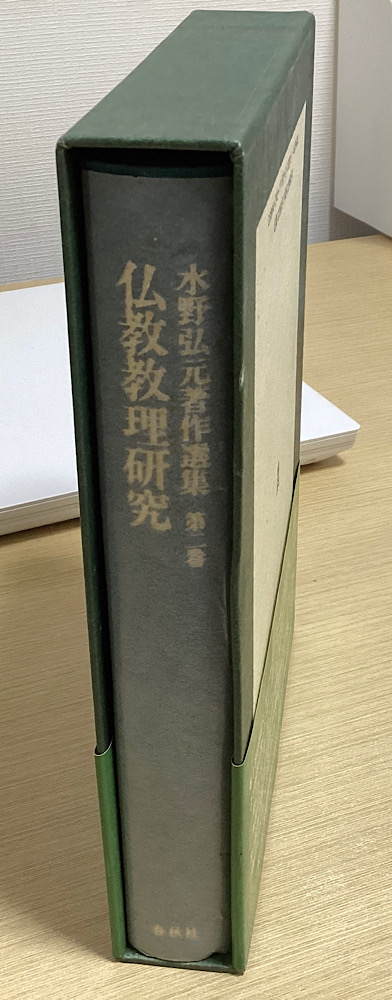 水野弘元著作選集 第二巻
仏教教理研究
春秋社